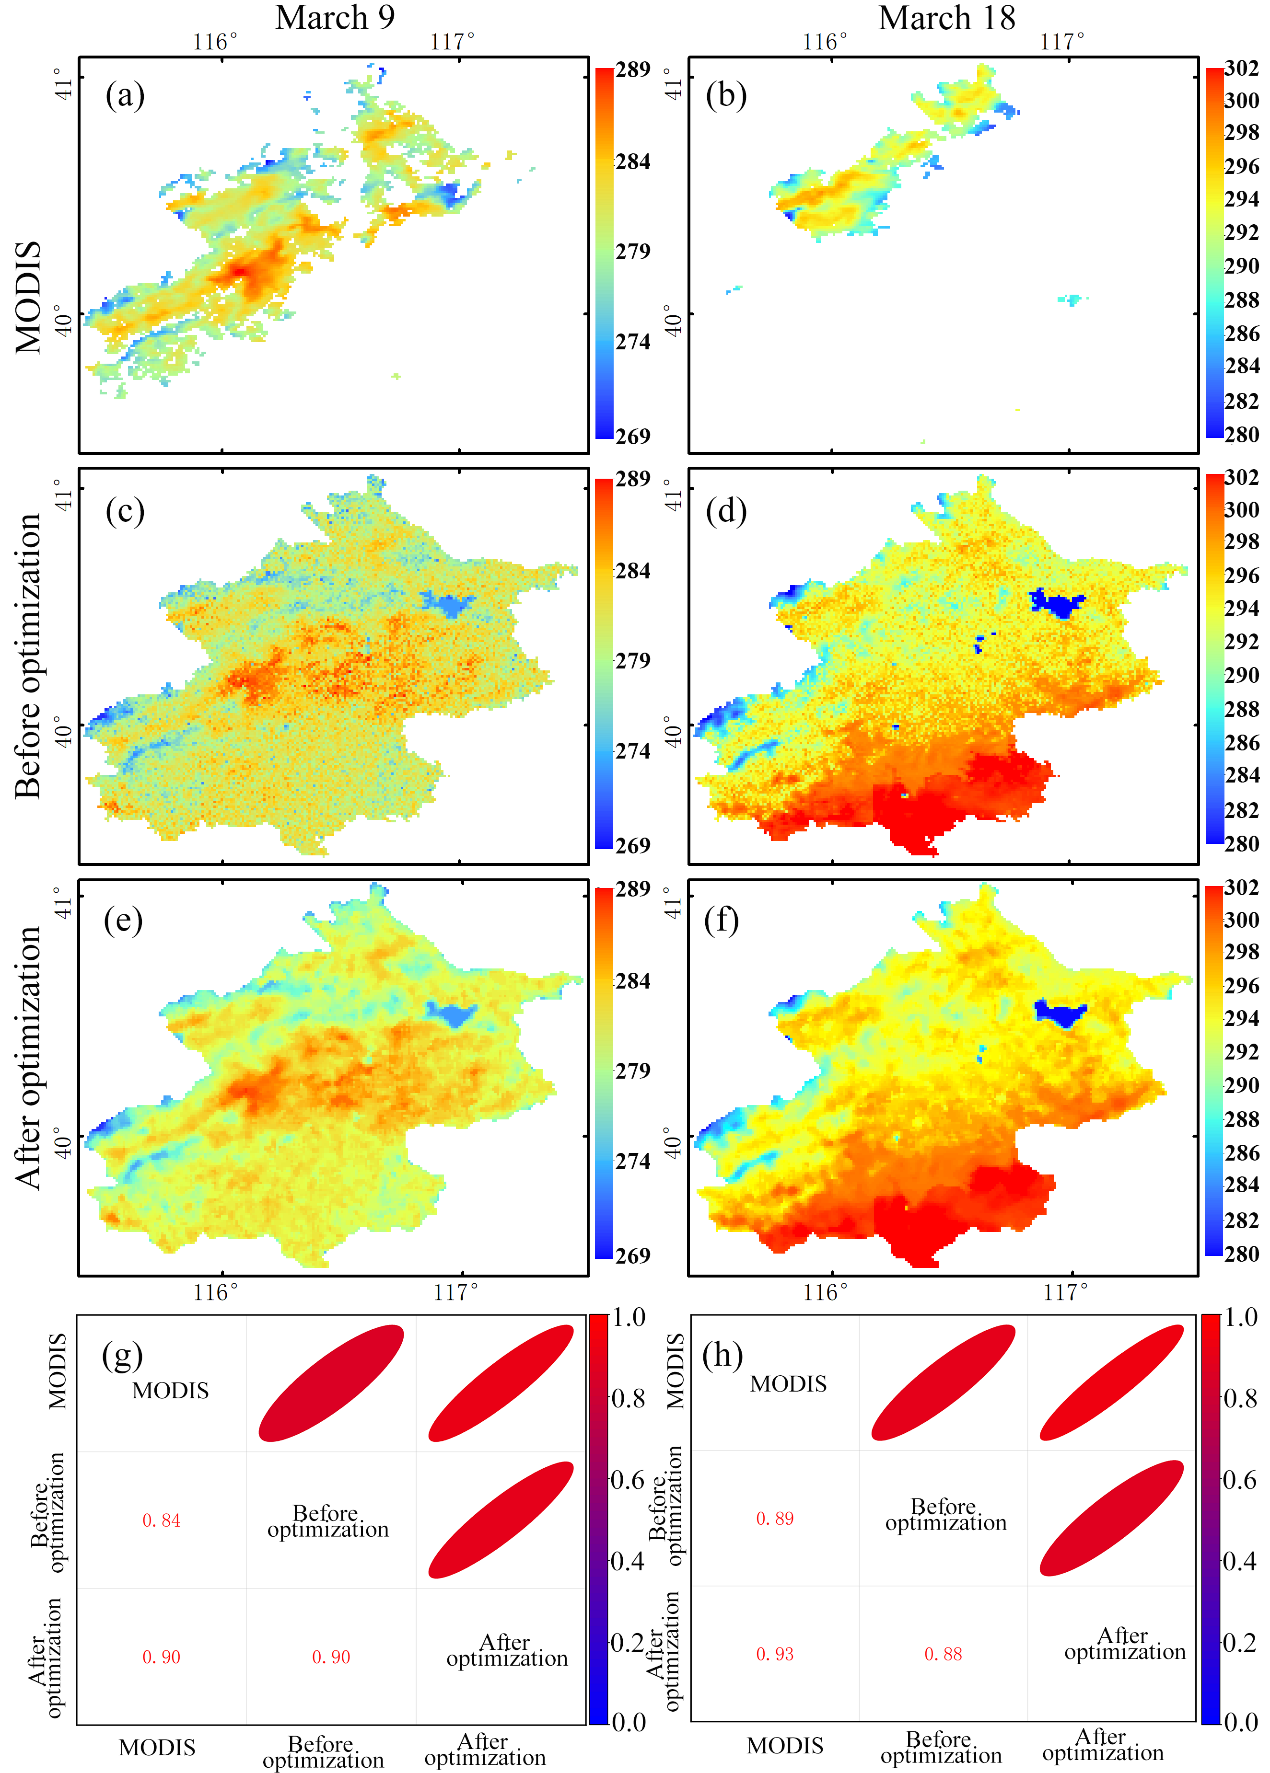 March 9
March 18
116°
117°
116°
117°
MODIS
41°
40°
(a)
289
284
279
274
269
(b)
302
300
298
296
294
292
290
288
286
284
282
280
Before optimization
41°
40°
(c)
289
284
279
274
269
(d)
302
300
298
296
294
292
290
288
286
284
282
280
After optimization
41°
40°
(e)
289
284
279
274
269
(f)
302
300
298
296
294
292
290
288
286
284
282
280
116°
117°
116°
117°
(g)
MODIS
Before
optimization
After
optimization
MODIS
0.84
Before
optimization
0.90
0.90
After
optimization
MODIS
Before
optimization
After
optimization
1.0
0.8
0.6
0.4
0.2
0.0
(h)
MODIS
Before
optimization
After
optimization
MODIS
0.89
Before
optimization
0.93
0.88
After
optimization
MODIS
Before
optimization
After
optimization
1.0
0.8
0.6
0.4
0.2
0.0